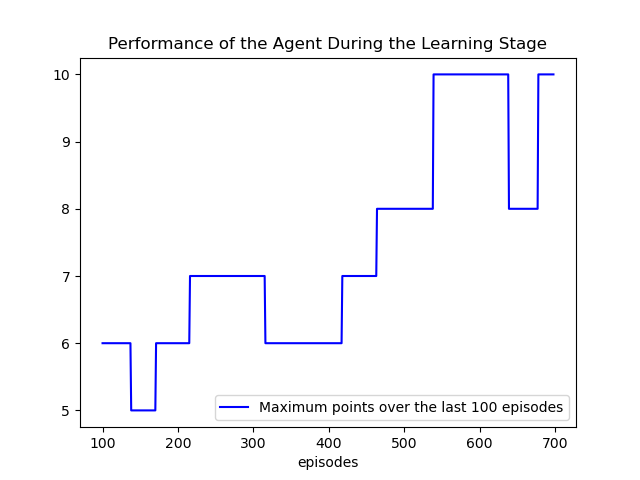 Performance of the Agent During the Learning Stage
10
9
8
7
6
5
Maximum points over the last 100 episodes
100 200 300 400 500 600 700
episodes